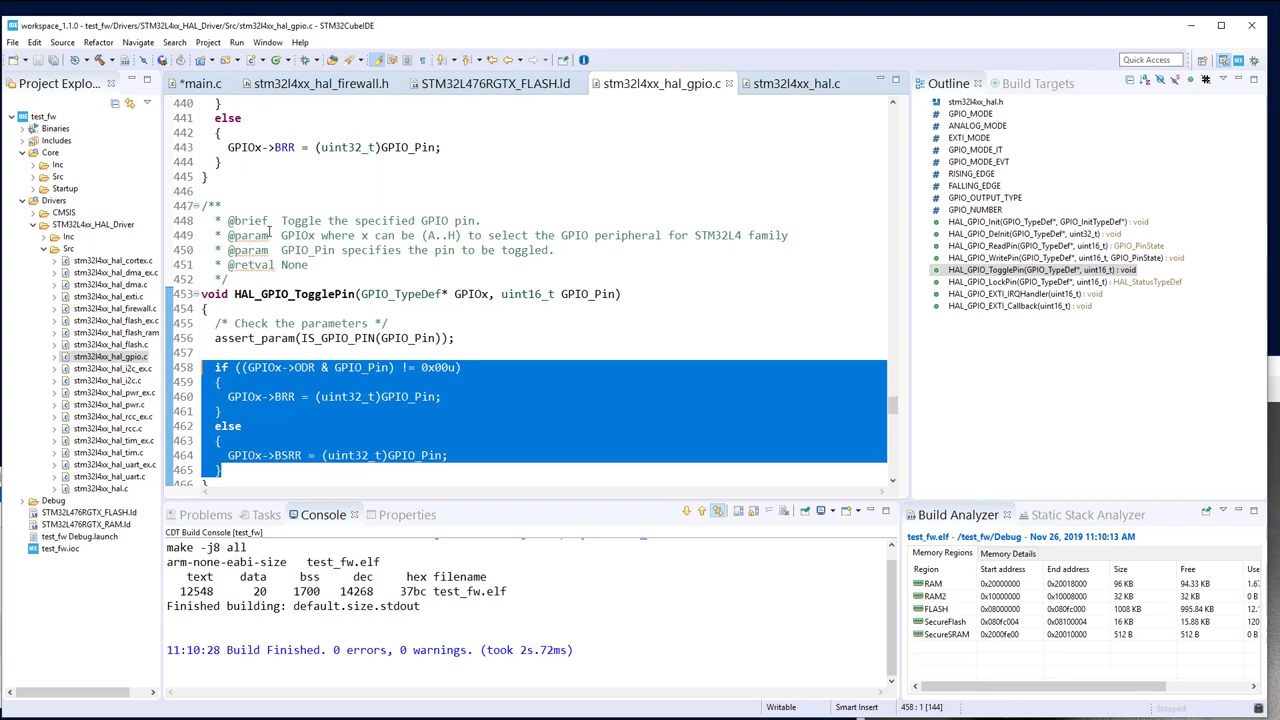 workspace_1.1.0 - test_fw/Drivers/STM32L4xx_HAL_Driver/Src/stm32l4xx_hal_gpio.c - STM32CubeIDE
File Edit Source Refactor Navigate Search Project Run Window Help
Quick Access
Project Explo...
*main.c
stm32l4xx_hal_firewall.h
STM32L476RGTX_FLASH.ld
stm32l4xx_hal_gpio.c
stm32l4xx_hal.c
test_fw
Binaries
Includes
Core
Inc
Src
Startup
Drivers
CMSIS
STM32L4xx_HAL_Driver
Inc
Src
stm32l4xx_hal_cortex.c
stm32l4xx_hal_dma_ex.c
stm32l4xx_hal_dma.c
stm32l4xx_hal_exti.c
stm32l4xx_hal_firewall.c
stm32l4xx_hal_flash_ex.c
stm32l4xx_hal_flash_ram
stm32l4xx_hal_flash.c
stm32l4xx_hal_gpio.c
stm32l4xx_hal_i2c_ex.c
stm32l4xx_hal_i2c.c
stm32l4xx_hal_pwr_ex.c
stm32l4xx_hal_pwr.c
stm32l4xx_hal_rcc_ex.c
stm32l4xx_hal_rcc.c
stm32l4xx_hal_tim_ex.c
stm32l4xx_hal_tim.c
stm32l4xx_hal_uart_ex.c
stm32l4xx_hal_uart.c
stm32l4xx_hal.c
Debug
STM32L476RGTX_FLASH.ld
STM32L476RGTX_RAM.ld
test_fw Debug.launch
test_fw.ioc
440 }
441 else
442 {
443 GPIOx->BRR = (uint32_t)GPIO_Pin;
444 }
445 }
446
447 /**
448 * @brief Toggle the specified GPIO pin.
449 * @param GPIOx where x can be (A..H) to select the GPIO peripheral for STM32L4 family
450 * @param GPIO_Pin specifies the pin to be toggled.
451 * @retval None
452 */
453 void HAL_GPIO_TogglePin(GPIO_TypeDef* GPIOx, uint16_t GPIO_Pin)
454 {
455 /* Check the parameters */
456 assert_param(IS_GPIO_PIN(GPIO_Pin));
457
458 if ((GPIOx->ODR & GPIO_Pin) != 0x00u)
459 {
460 GPIOx->BRR = (uint32_t)GPIO_Pin;
461 }
462 else
463 {
464 GPIOx->BSRR = (uint32_t)GPIO_Pin;
465 }
466 }
Outline
Build Targets
stm32l4xx_hal.h
GPIO_MODE
ANALOG_MODE
EXTI_MODE
GPIO_MODE_IT
GPIO_MODE_EVT
RISING_EDGE
FALLING_EDGE
GPIO_OUTPUT_TYPE
GPIO_NUMBER
HAL_GPIO_Init(GPIO_TypeDef*, GPIO_InitTypeDef*) : void
HAL_GPIO_DeInit(GPIO_TypeDef*, uint32_t) : void
HAL_GPIO_ReadPin(GPIO_TypeDef*, uint16_t) : GPIO_PinState
HAL_GPIO_WritePin(GPIO_TypeDef*, uint16_t, GPIO_PinState) : void
HAL_GPIO_TogglePin(GPIO_TypeDef*, uint16_t) : void
HAL_GPIO_LockPin(GPIO_TypeDef*, uint16_t) : HAL_StatusTypeDef
HAL_GPIO_EXTI_IRQHandler(uint16_t) : void
HAL_GPIO_EXTI_Callback(uint16_t) : void
Problems Tasks Console Properties
CDT Build Console [test_fw]
make -j8 all
arm-none-eabi-size test_fw.elf
text data bss dec hex filename
12548 20 1700 14268 37bc test_fw.elf
Finished building: default.size.stdout
11:10:28 Build Finished. 0 errors, 0 warnings. (took 2s.72ms)
Build Analyzer
Static Stack Analyzer
test_fw.elf - /test_fw/Debug - Nov 26, 2019 11:10:13 AM
Memory Regions Memory Details
Region Start address End address Size Free Use
RAM 0x20000000 0x20018000 96 KB 94.33 KB 1.67
RAM2 0x10000000 0x10008000 32 KB 32 KB 0 B
FLASH 0x08000000 0x080fc000 1008 KB 995.84 KB 12.
SecureFlash 0x080fc004 0x08100004 16 KB 15.88 KB 120
SecureSRAM 0x2000fe00 0x20010000 512 B 512 B 0 B
Writable
Smart Insert
458 : 1 [144]
Stopped